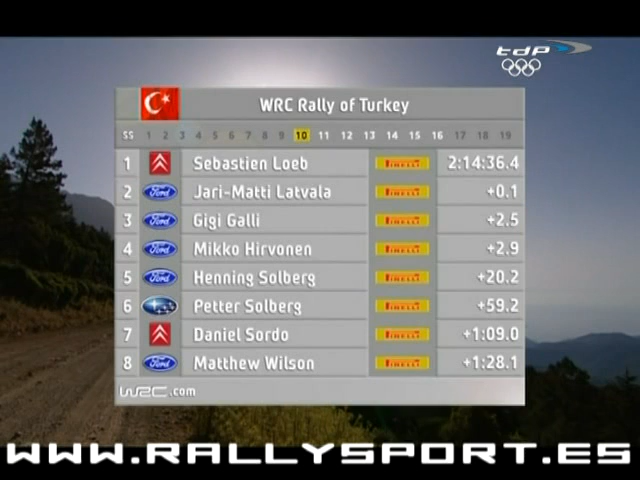 tdp
WRC Rally of Turkey
SS 1 2 3 4 5 6 7 8 9 10 11 12 13 14 15 16 17 18 19
1 Sebastien Loeb PIRELLI 2:14:36.4
2 Ford Jari-Matti Latvala PIRELLI +0.1
3 Ford Gigi Galli PIRELLI +2.5
4 Ford Mikko Hirvonen PIRELLI +2.9
5 Ford Henning Solberg PIRELLI +20.2
6 Petter Solberg PIRELLI +59.2
7 Daniel Sordo PIRELLI +1:09.0
8 Ford Matthew Wilson PIRELLI +1:28.1
WRC.com
WWW.RALLYSPORT.ES